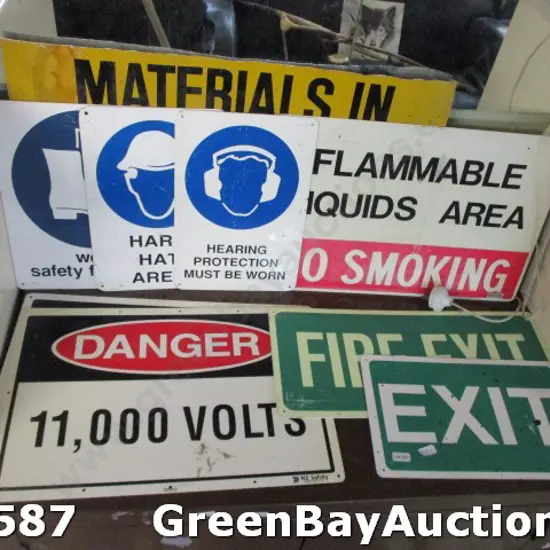 MATERIALS IN
FLAMMABLE
IQUIDS AREA
O SMOKING
HAR
HAT
ARE
HEARING
PROTECTION
MUST BE WORN
wo
safety f
DANGER
11,000 VOLTS
FIRE EXIT
EXIT
587 GreenBayAuction